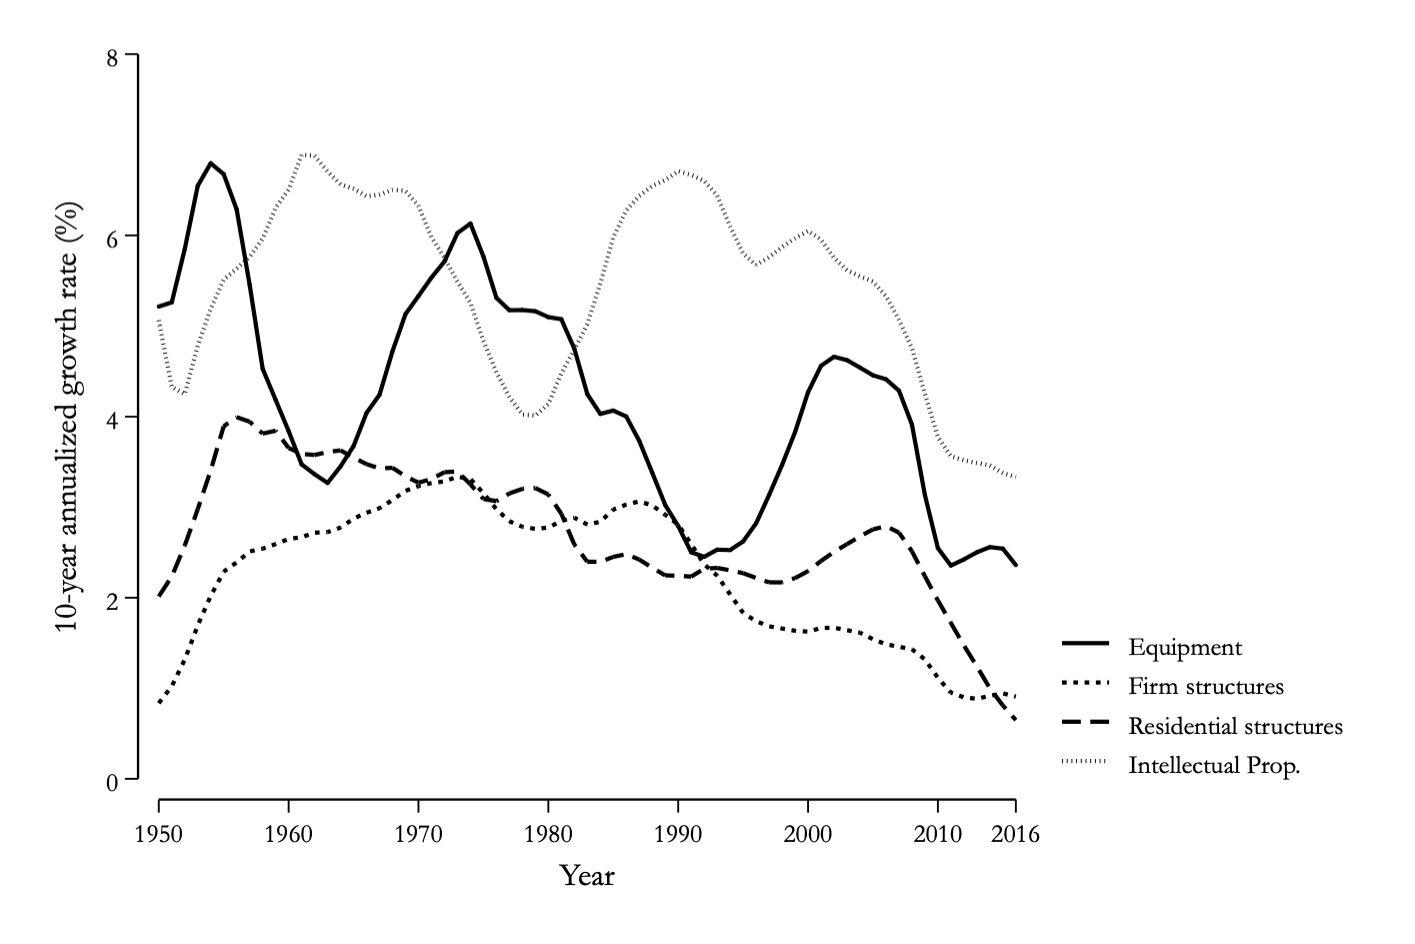 8
6
4
2
0
10-year annualized growth rate (%)
1950 1960 1970 1980 1990 2000 2010 2016
Year
Equipment
Firm structures
Residential structures
Intellectual Prop.